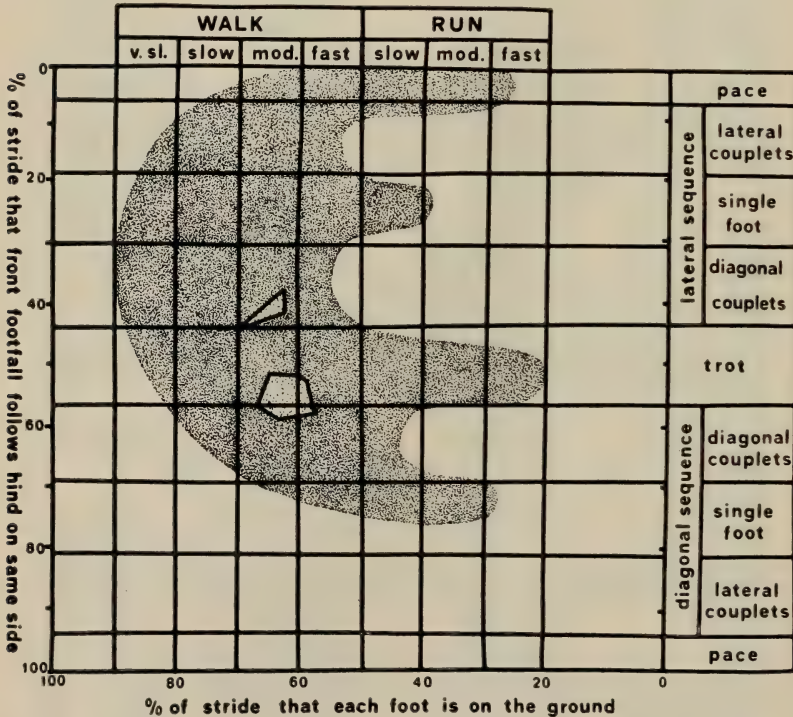 WALK RUN
v. sl. slow mod. fast slow mod. fast
% of stride that front footfall follows hind on same side
0
20
40
60
80
100
pace
lateral sequence
lateral
couplets
single
foot
diagonal
couplets
trot
diagonal sequence
diagonal
couplets
single
foot
lateral
couplets
pace
100 80 60 40 20 0
% of stride that each foot is on the ground